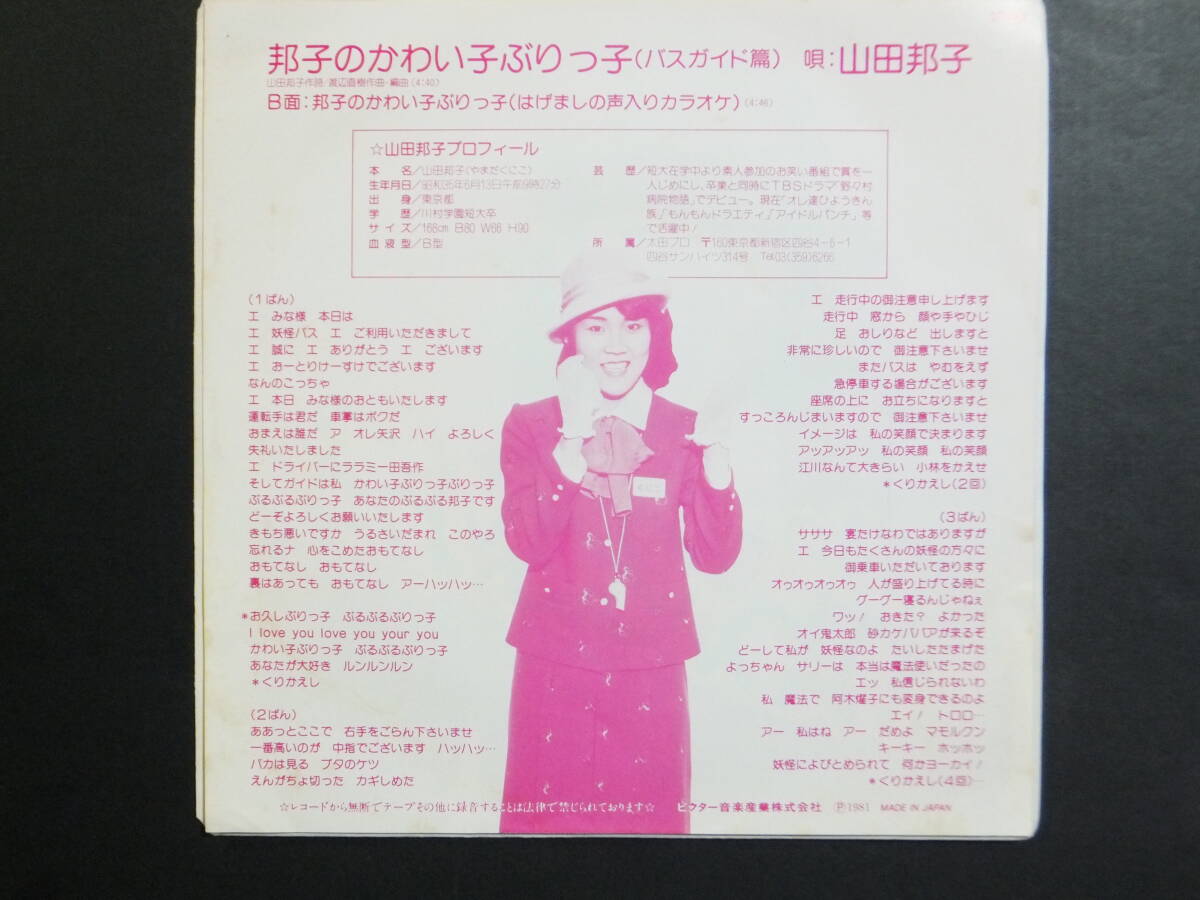 邦子のかわい子ぶりっ子(バスガイド篇) 唄:山田邦子
山田邦子作詩/渡辺直樹作曲・編曲(4:40)
B面:邦子のかわい子ぶりっ子(はげましの声入りカラオケ)(4:46)
☆山田邦子プロフィール
本名/山田邦子(やまだくにこ)
生年月日/昭和35年6月13日午前9時27分
出身/東京都
学歴/川村学園短大卒
サイズ/168cm B80 W66 H90
血液型/B型
芸歴/短大在学中より素人参加のお笑い番組で賞を一
人じめにし、卒業と同時にTBSドラマ「野々村
病院物語」でデビュー。現在「オレ達ひょうきん
族」「もんもんドラエティ」「アイドルパンチ」等
で活躍中!
所属/太田プロ 〒160東京都新宿区四谷4-6-1
四谷サンハイツ314号 Tel03(359)6266
(1ばん)
エ みな様 本日は
エ 妖怪バス エ ご利用いただきまして
エ 誠に エ ありがとう エ ございます
エ おーとりけーすけでございます
なんのこっちゃ
エ 本日 みな様のおともいたします
運転手は君だ 車掌はボクだ
おまえは誰だ ア オレ矢沢 ハイ よろしく
失礼いたしました
エ ドライバーにララミー田吾作
そしてガイドは私 かわい子ぶりっ子ぶりっ子
ぶるぶるぶりっ子 あなたのぶるぶる邦子です
どーぞよろしくお願いいたします
きもち悪いですか うるさいだまれ このやろ
忘れるナ 心をこめたおもてなし
おもてなし おもてなし
裏はあっても おもてなし アーハッハッ…
*お久しぶりっ子 ぶるぶるぶりっ子
I love you love you your you
かわい子ぶりっ子 ぶるぶるぶりっ子
あなたが大好き ルンルンルン
*くりかえし
(2ばん)
ああっとここで 右手をごらん下さいませ
一番高いのが 中指でございます ハッハッ…
バカは見る ブタのケツ
えんがちょ切った カギしめた
エ 走行中の御注意申し上げます
走行中 窓から 顔や手やひじ
足 おしりなど 出しますと
非常に珍しいので 御注意下さいませ
またバスは やむをえず
急停車する場合がございます
座席の上に お立ちになりますと
すっころんじまいますので 御注意下さいませ
イメージは 私の笑顔で決まります
アッアッアッ 私の笑顔 私の笑顔
江川なんて大きらい 小林をかえせ
*くりかえし(2回)
(3ばん)
サササ 宴たけなわではありますが
エ 今日もたくさんの妖怪の方々に
御乗車いただいております
オゥオゥオゥオゥ 人が盛り上げてる時に
グーグー寝るんじゃねぇ
ワッ! おきた? よかった
オイ鬼太郎 砂カケババアが来るぞ
どーして私が 妖怪なのよ たいしたたまげた
よっちゃん サリーは 本当は魔法使いだったの
エッ 私信じられないわ
私 魔法で 阿木燿子にも変身できるのよ
エイ! トロロ…
アー 私はね アー だめよ マモルクン
キーキー ホッホッ
妖怪によびとめられて 何かヨーカイ!
*くりかえし(4回)…
☆レコードから無断でテープその他に録音することは法律で禁じられております☆ ビクター音楽産業株式会社 Ⓟ1981 MADE IN JAPAN